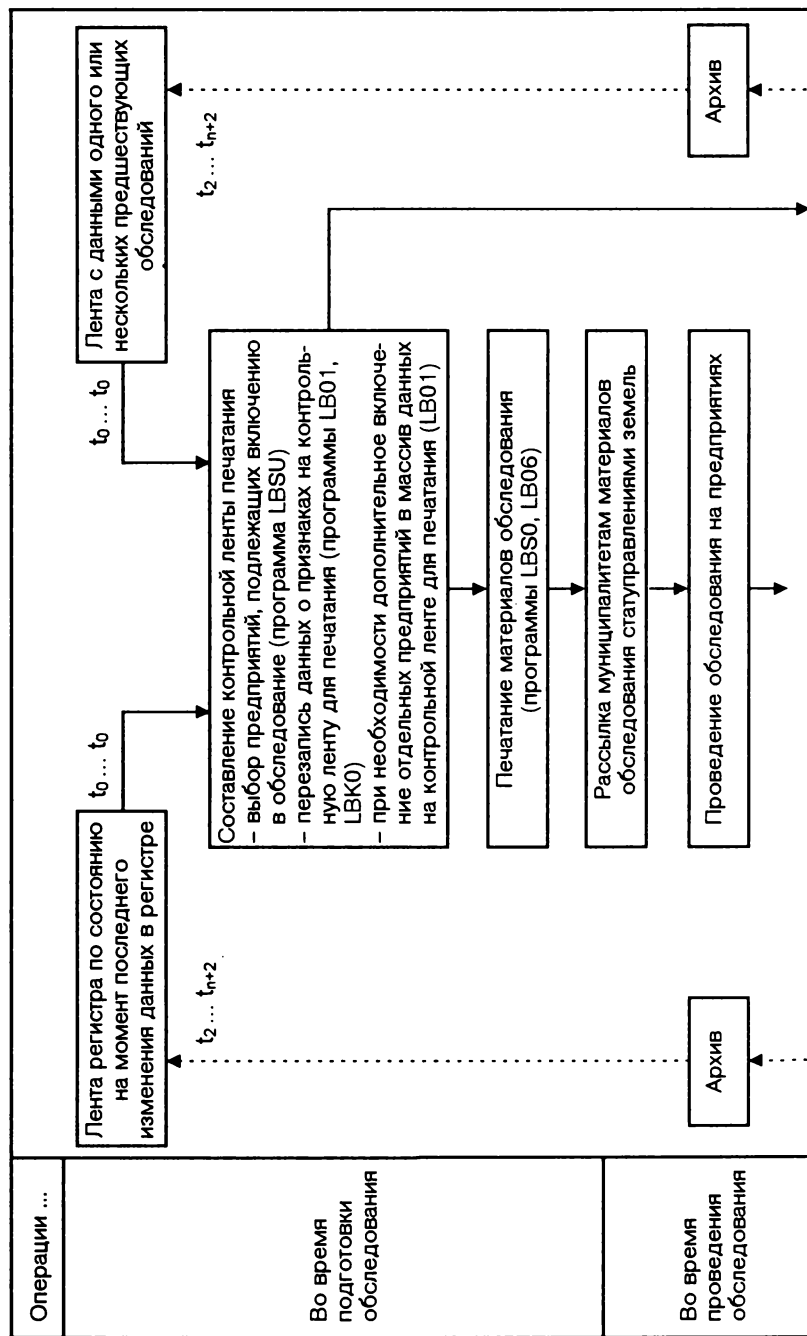 Операции ...
Во время
подготовки
обследования
Во время
проведения
обследования
Лента регистра по состоянию
на момент последнего
изменения данных в регистре
Лента с данными одного или
нескольких предшествующих
обследований
t₀ ... t₀
t₀ ... t₀
t₂ ... tₙ₊₂
t₂ ... tₙ₊₂
Составление контрольной ленты печатания
– выбор предприятий, подлежащих включению
в обследование (программа LBSU)
– перезапись данных о признаках на контроль-
ную ленту для печатания (программы LB01,
LBK0)
– при необходимости дополнительное включе-
ние отдельных предприятий в массив данных
на контрольной ленте для печатания (LB01)
Печатание материалов обследования
(программы LBS0, LB06)
Рассылка муниципалитетам материалов
обследования статуправлениями земель
Архив
Проведение обследования на предприятиях
Архив